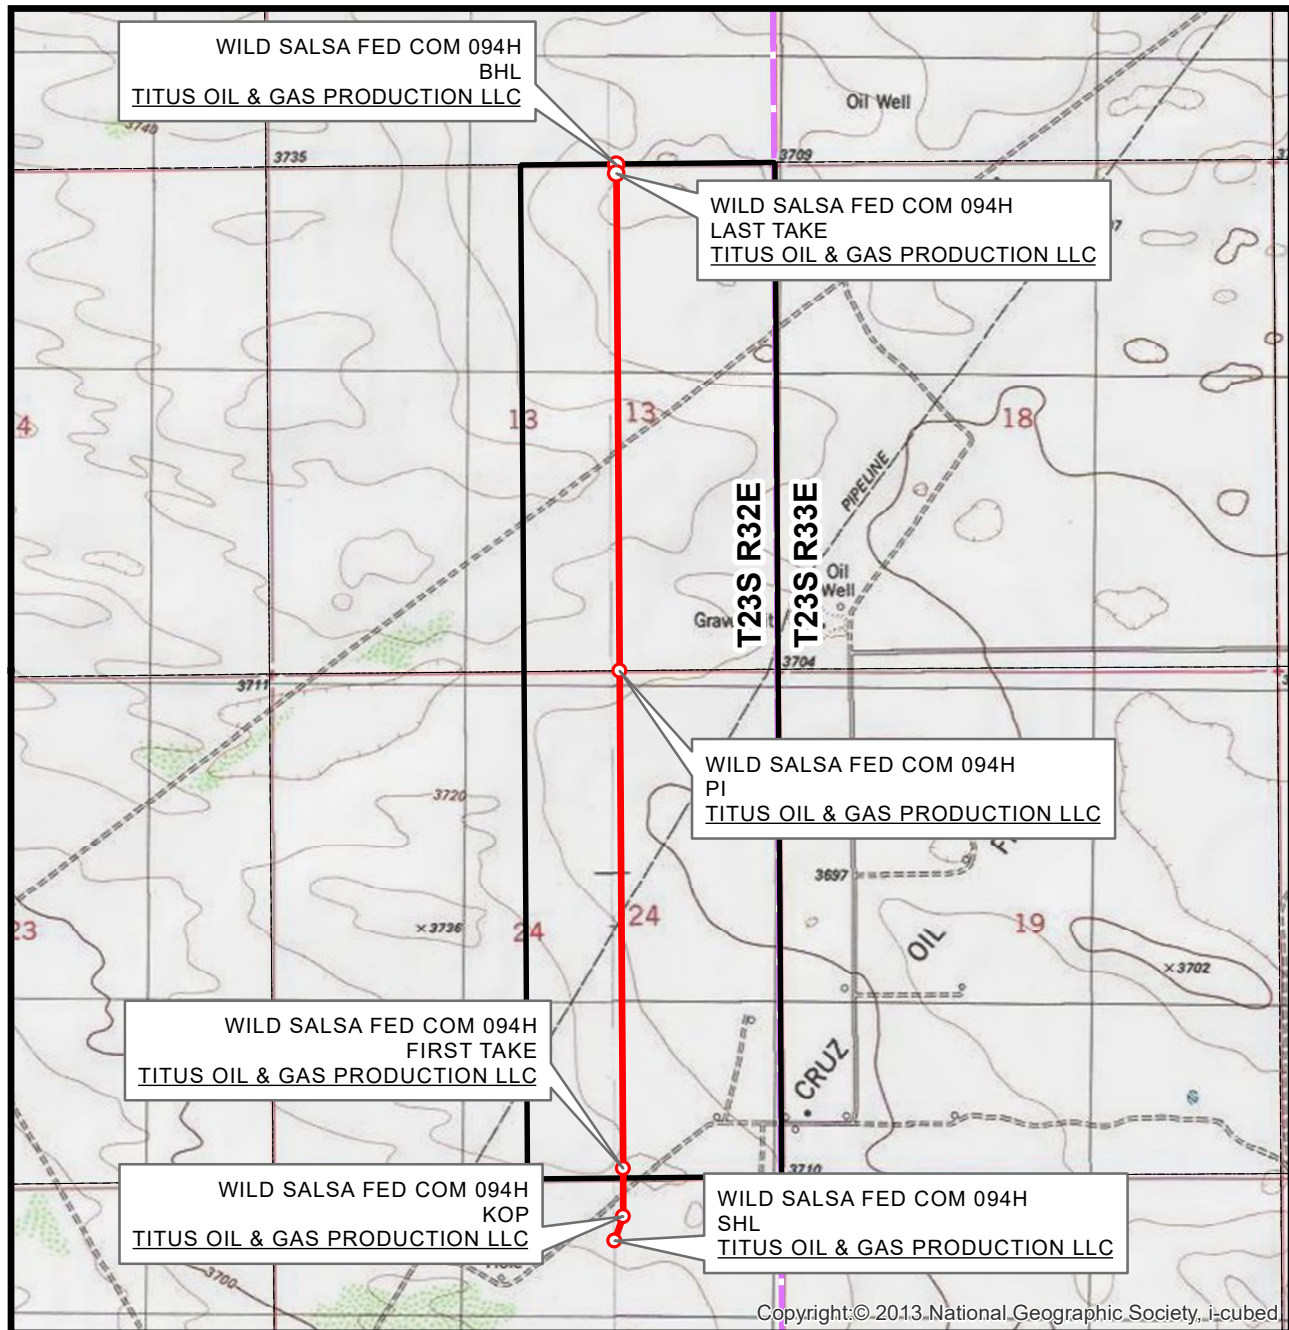 WILD SALSA FED COM 094H
BHL
TITUS OIL & GAS PRODUCTION LLC
Oil Well
3740
3735
3709
WILD SALSA FED COM 094H
LAST TAKE
TITUS OIL & GAS PRODUCTION LLC
13
13
18
PIPELINE
T23S R32E
T23S R33E
Oil
Well
3704
3711
WILD SALSA FED COM 094H
PI
TITUS OIL & GAS PRODUCTION LLC
3720
3697
23
×3736
24
24
19
OIL
×3702
WILD SALSA FED COM 094H
FIRST TAKE
TITUS OIL & GAS PRODUCTION LLC
CRUZ
3710
WILD SALSA FED COM 094H
KOP
TITUS OIL & GAS PRODUCTION LLC
WILD SALSA FED COM 094H
SHL
TITUS OIL & GAS PRODUCTION LLC
3700
Copyright:© 2013 National Geographic Society, i-cubed